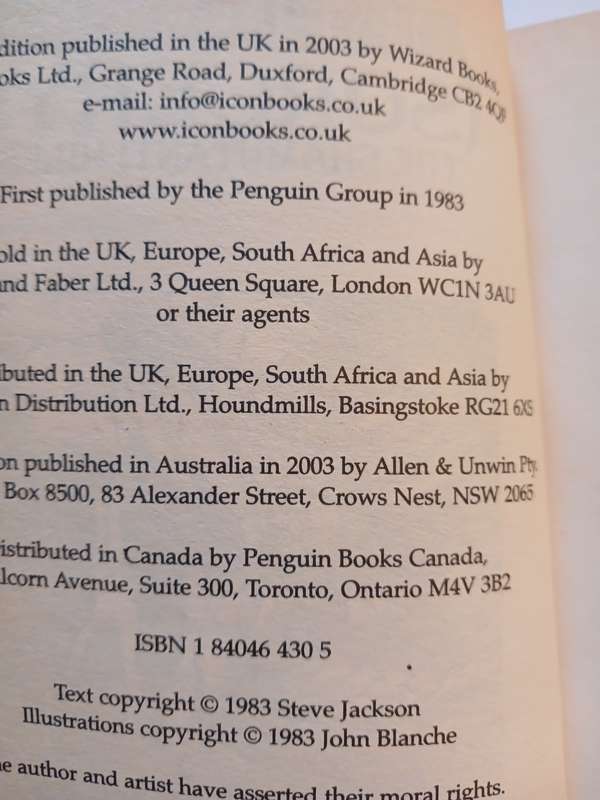 dition published in the UK in 2003 by Wizard Books,
oks Ltd., Grange Road, Duxford, Cambridge CB2 4QF
e-mail: info@iconbooks.co.uk
www.iconbooks.co.uk
First published by the Penguin Group in 1983
old in the UK, Europe, South Africa and Asia by
and Faber Ltd., 3 Queen Square, London WC1N 3AU
or their agents
ibuted in the UK, Europe, South Africa and Asia by
n Distribution Ltd., Houndmills, Basingstoke RG21 6XS
on published in Australia in 2003 by Allen & Unwin Pty.
Box 8500, 83 Alexander Street, Crows Nest, NSW 2065
istributed in Canada by Penguin Books Canada,
lcorn Avenue, Suite 300, Toronto, Ontario M4V 3B2
ISBN 1 84046 430 5
Text copyright © 1983 Steve Jackson
Illustrations copyright © 1983 John Blanche
e author and artist have asserted their moral rights.